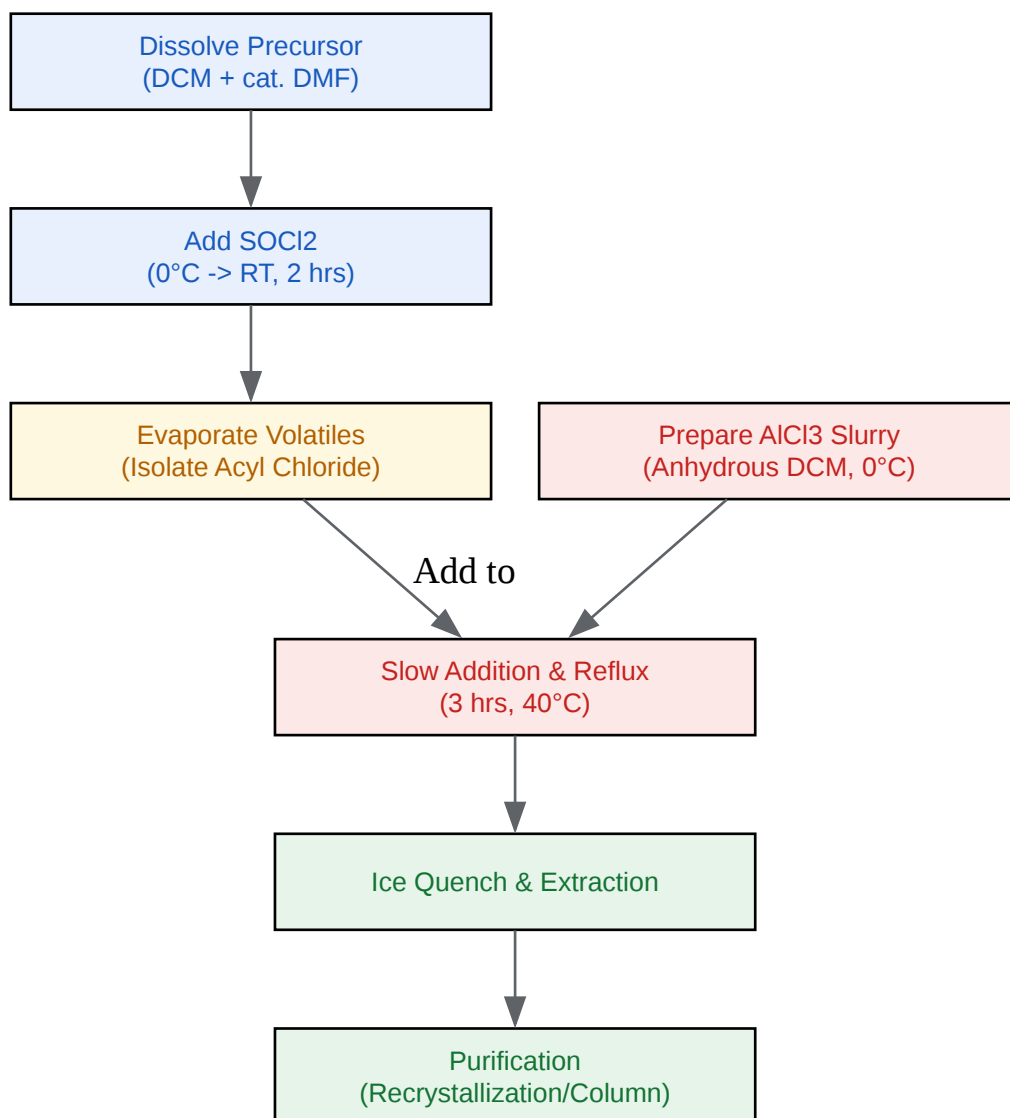 Dissolve Precursor
(DCM + cat. DMF)
Add SOCl2
(0°C -> RT, 2 hrs)
Evaporate Volatiles
(Isolate Acyl Chloride)
Prepare AlCl3 Slurry
(Anhydrous DCM, 0°C)
Add to
Slow Addition & Reflux
(3 hrs, 40°C)
Ice Quench & Extraction
Purification
(Recrystallization/Column)